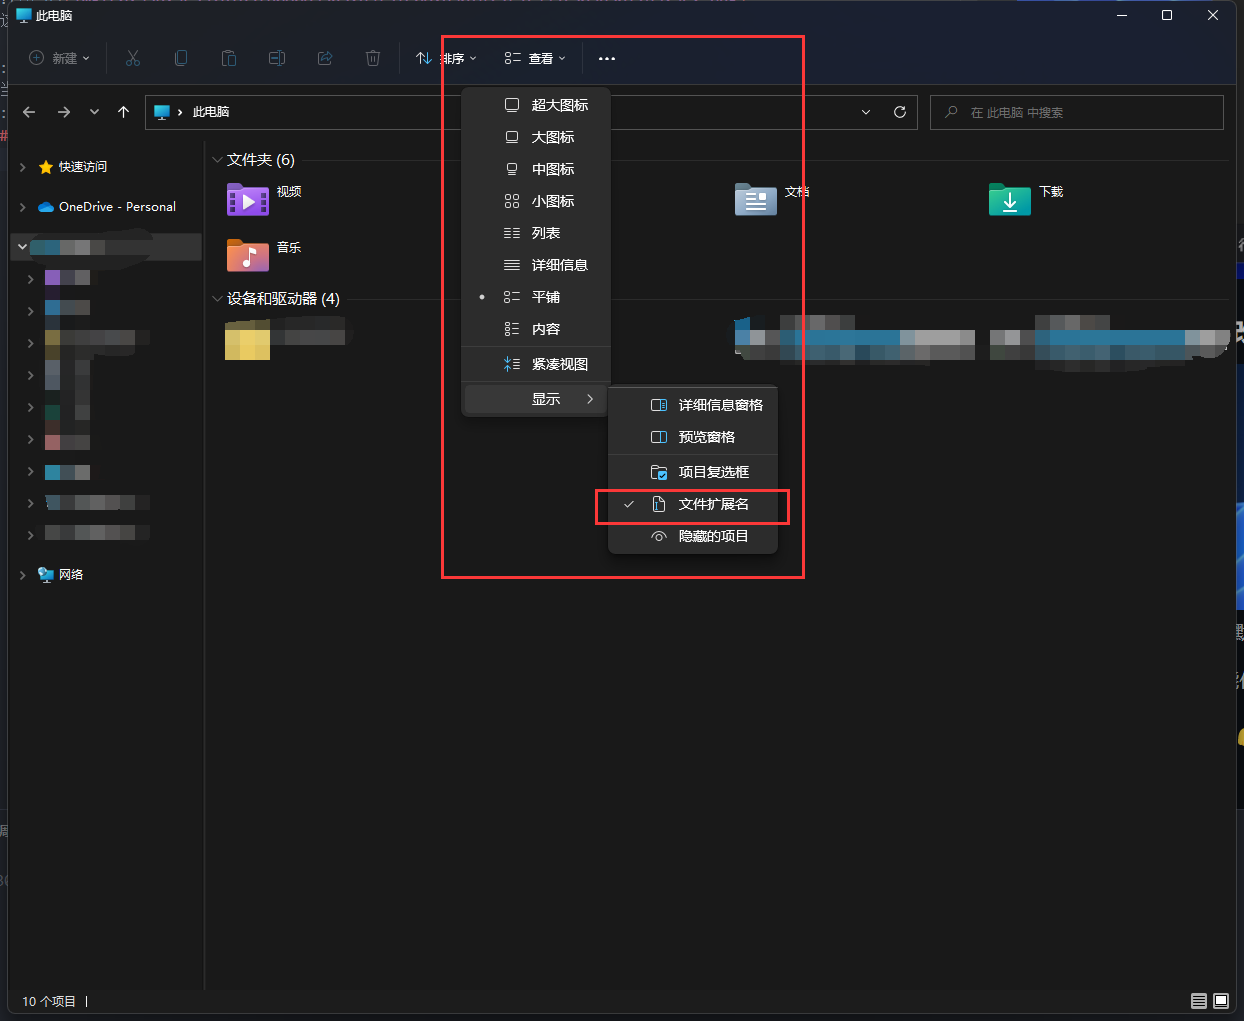 此电脑
新建
排序
查看
此电脑
在 此电脑 中搜索
快速访问
OneDrive - Personal
网络
文件夹 (6)
视频
文档
下载
音乐
设备和驱动器 (4)
超大图标
大图标
中图标
小图标
列表
详细信息
平铺
内容
紧凑视图
显示
详细信息窗格
预览窗格
项目复选框
文件扩展名
隐藏的项目
10 个项目